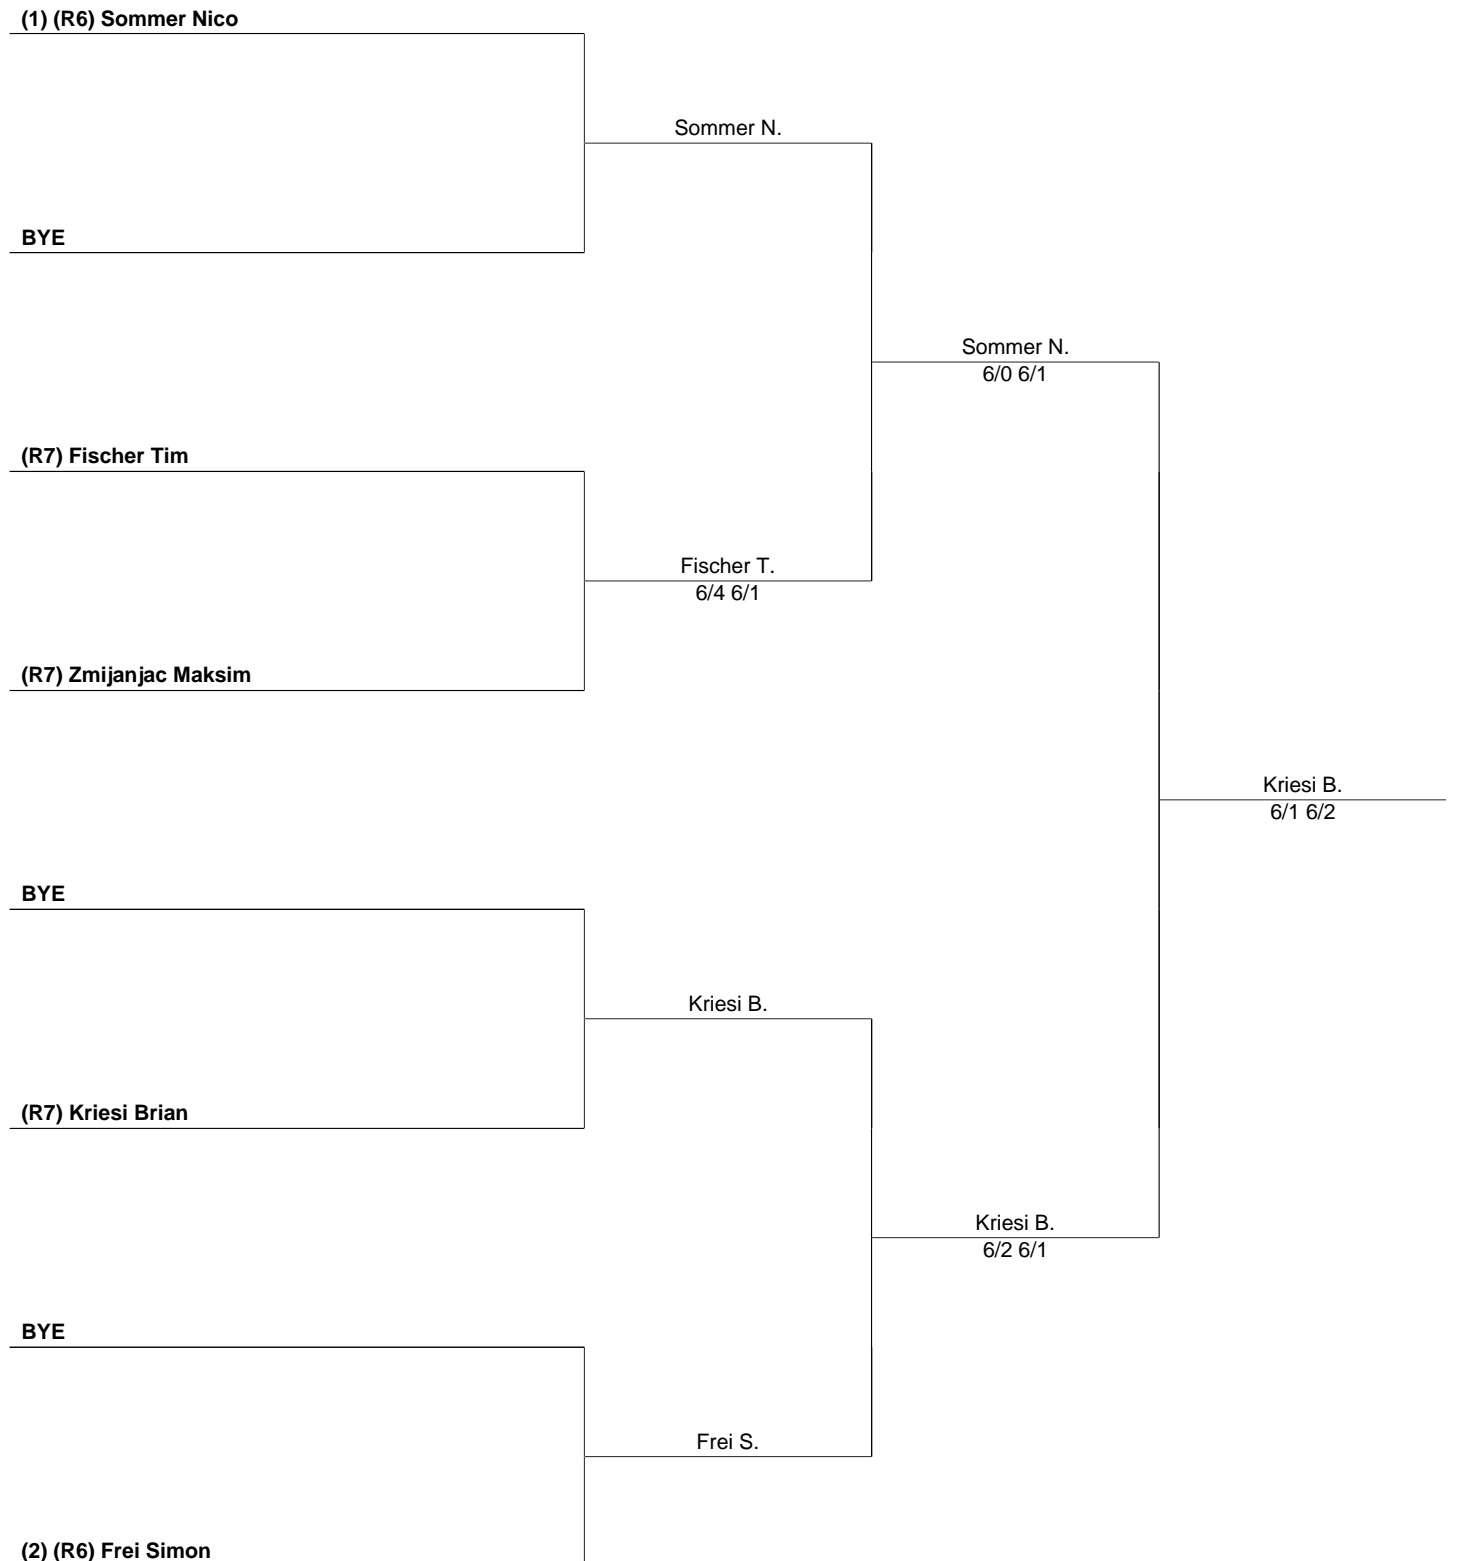 (1) (R6) Sommer Nico
Sommer N.
BYE
Sommer N.
6/0 6/1
(R7) Fischer Tim
Fischer T.
6/4 6/1
(R7) Zmijanjac Maksim
Kriesi B.
6/1 6/2
BYE
Kriesi B.
(R7) Kriesi Brian
Kriesi B.
6/2 6/1
BYE
Frei S.
(2) (R6) Frei Simon